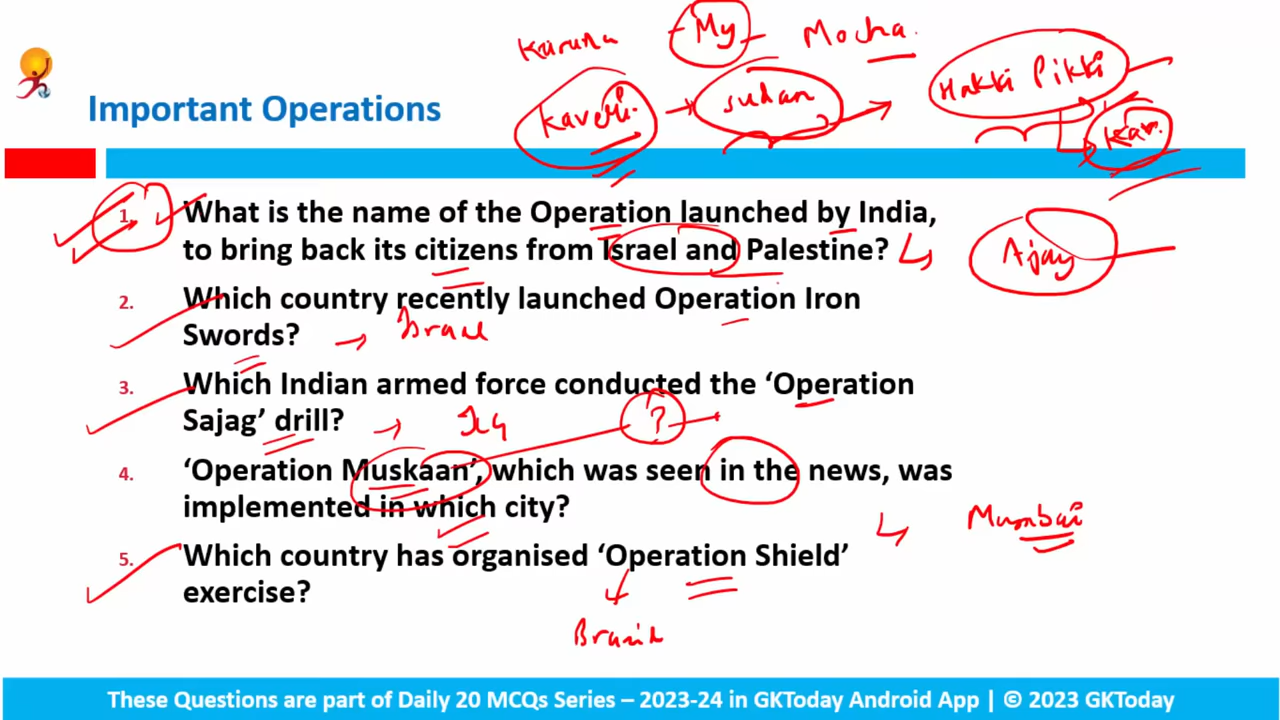 Karuna My Mocha.
Kaveri. → Sudan → Hakki Pikki
Important Operations
Kar.
1. What is the name of the Operation launched by India,
to bring back its citizens from Israel and Palestine? Ajay
2. Which country recently launched Operation Iron
Swords? → Israel
3. Which Indian armed force conducted the ‘Operation
Sajag’ drill? → ICG
?
4. ‘Operation Muskaan’, which was seen in the news, was
implemented in which city? Mumbai
5. Which country has organised ‘Operation Shield’
exercise?
Brazil
These Questions are part of Daily 20 MCQs Series – 2023-24 in GKToday Android App | © 2023 GKToday